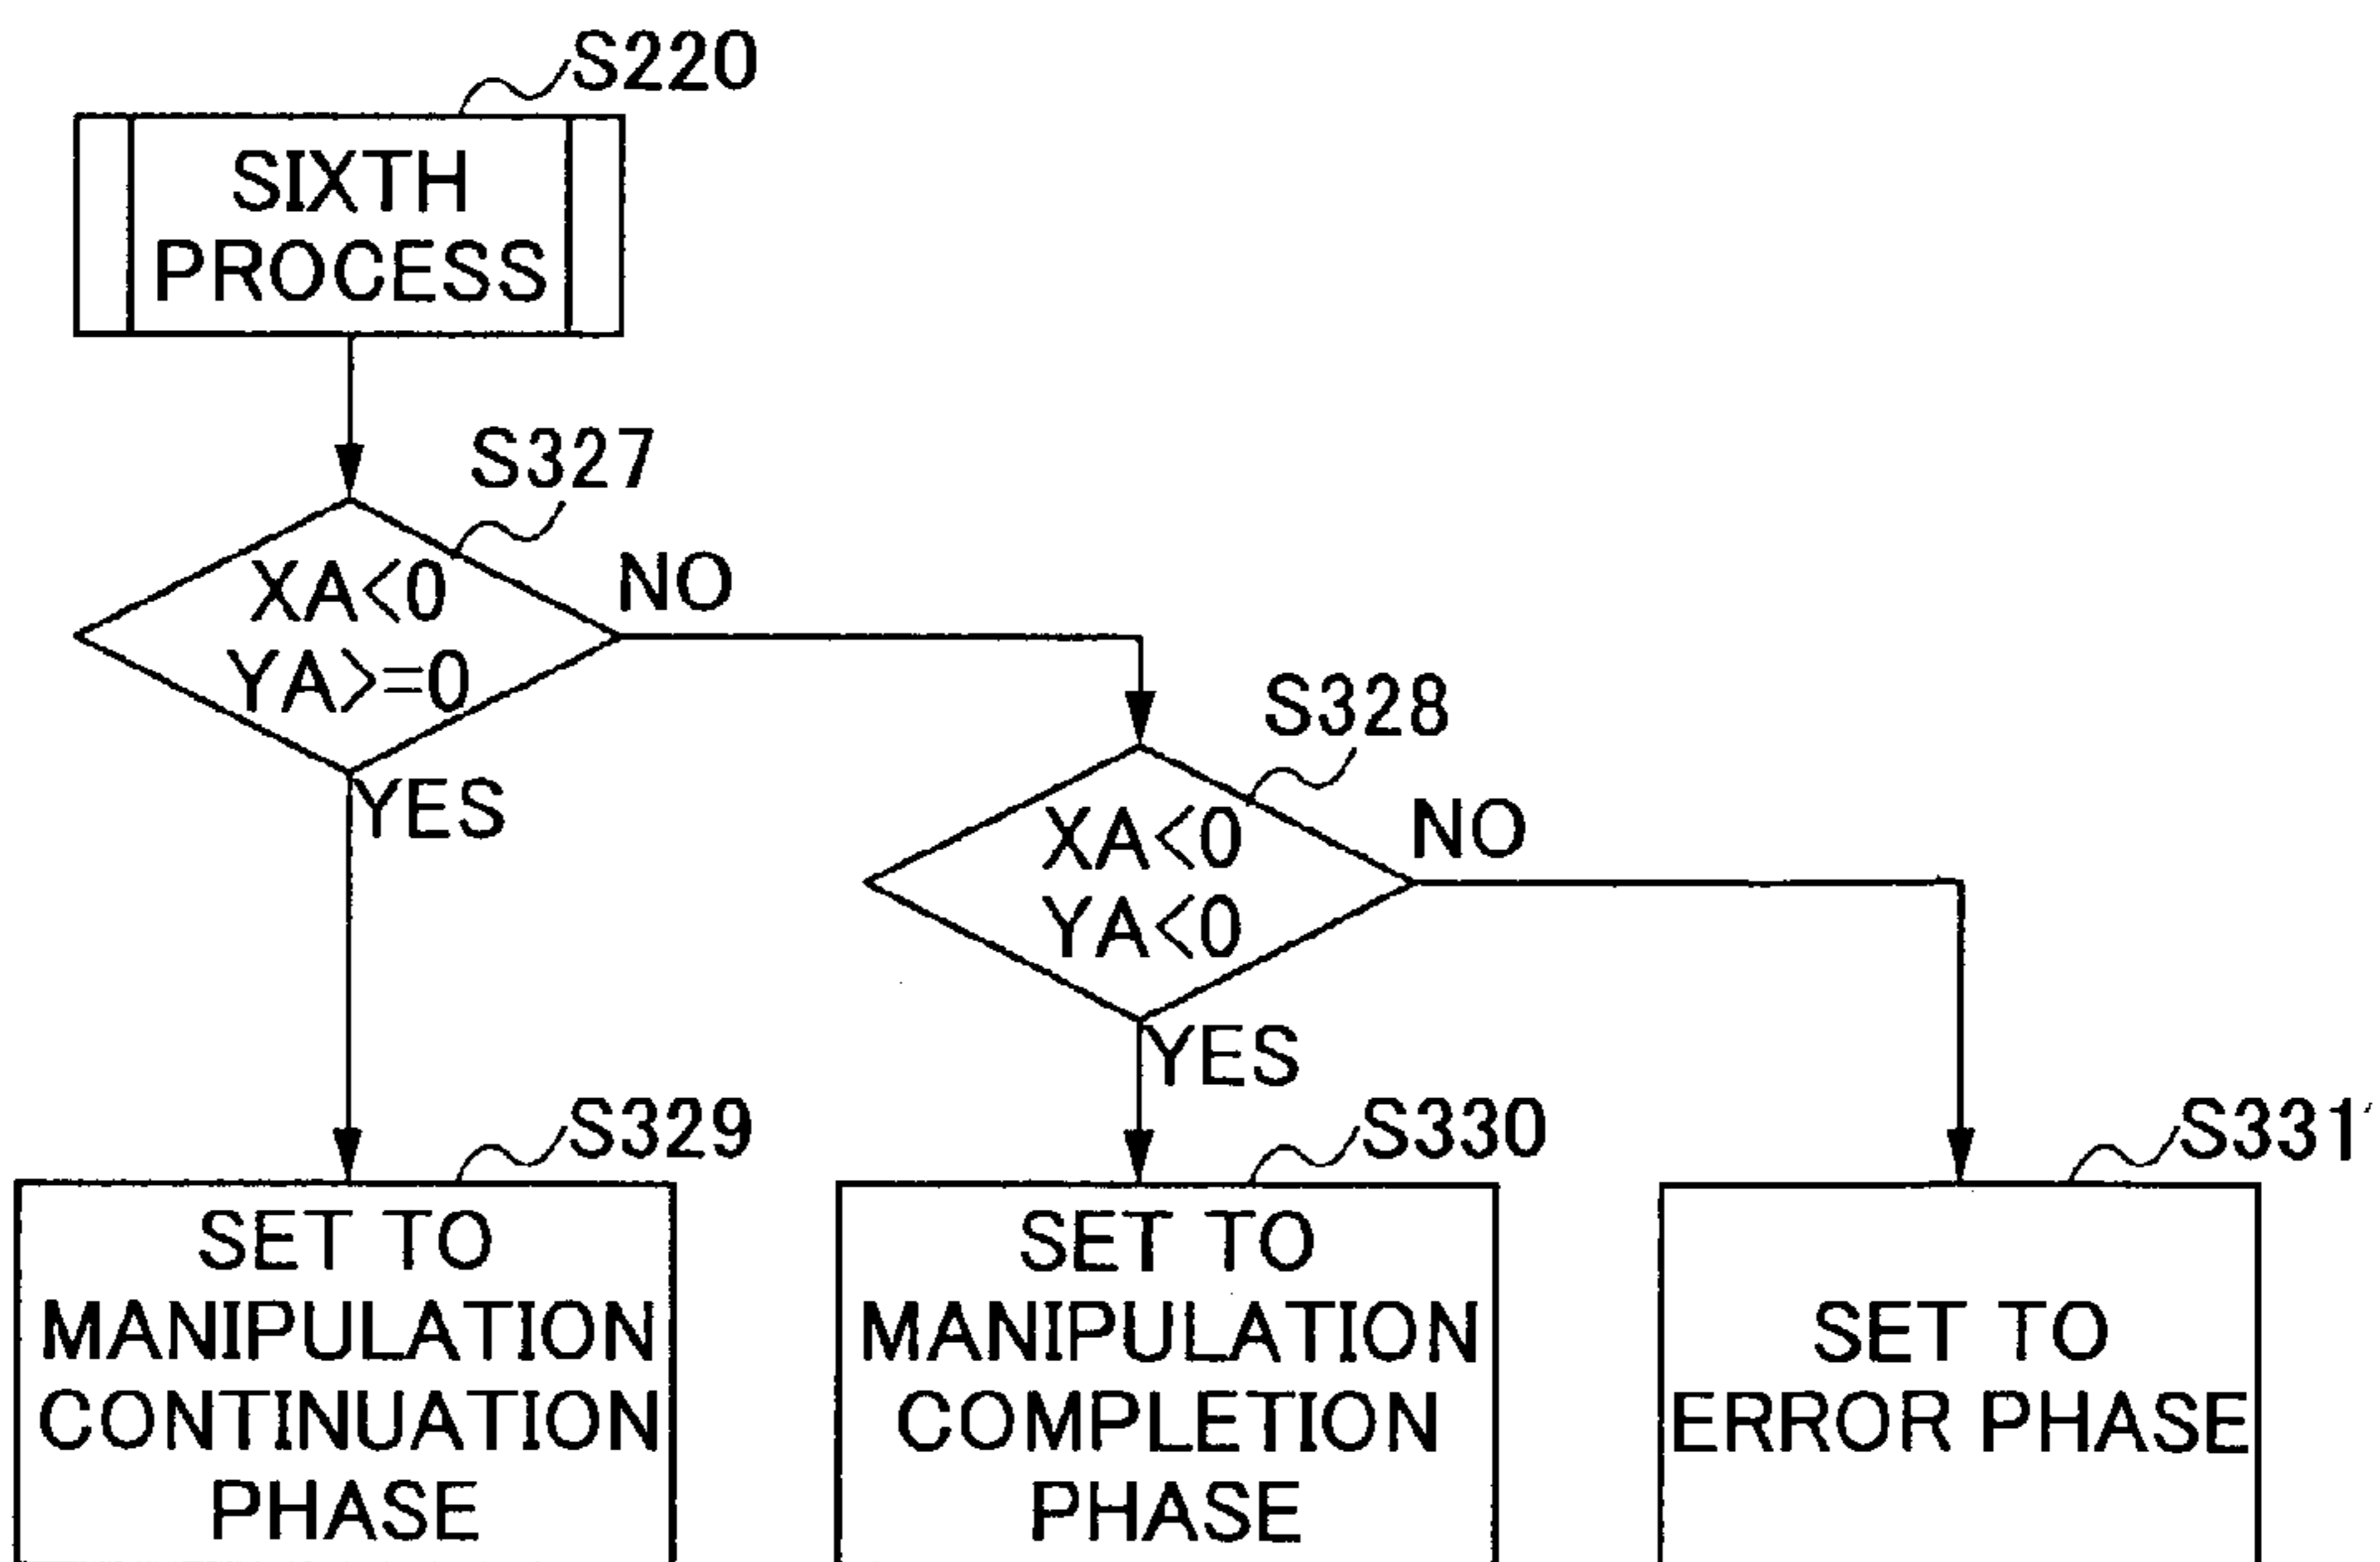 S220
SIXTH
PROCESS
S327
XA<0
YA>=0
NO
YES
S328
XA<0
YA<0
NO
YES
S329
SET TO
MANIPULATION
CONTINUATION
PHASE
S330
SET TO
MANIPULATION
COMPLETION
PHASE
S331
SET TO
ERROR PHASE